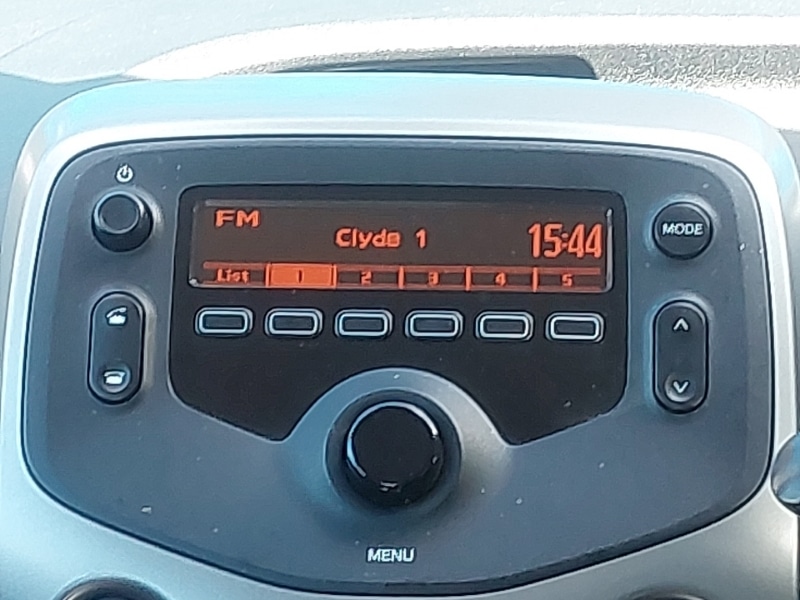 FM
Clyde 1
15:44
List 1 2 3 4 5
MODE
MENU